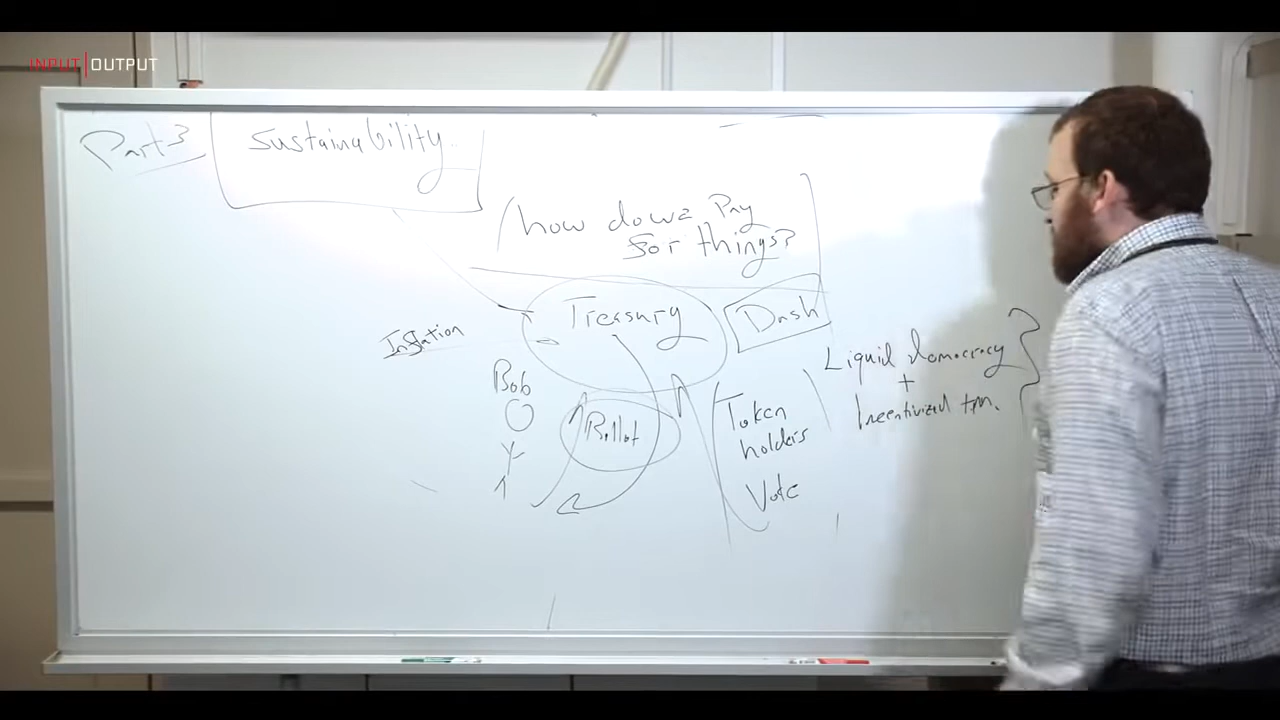 INPUT | OUTPUT
Part 3
Sustainability
how do we Pay
for things?
Treasury
Dash
Inflation
Bob
Ballot
Token
holders
Vote
Liquid democracy
+
Incentivized